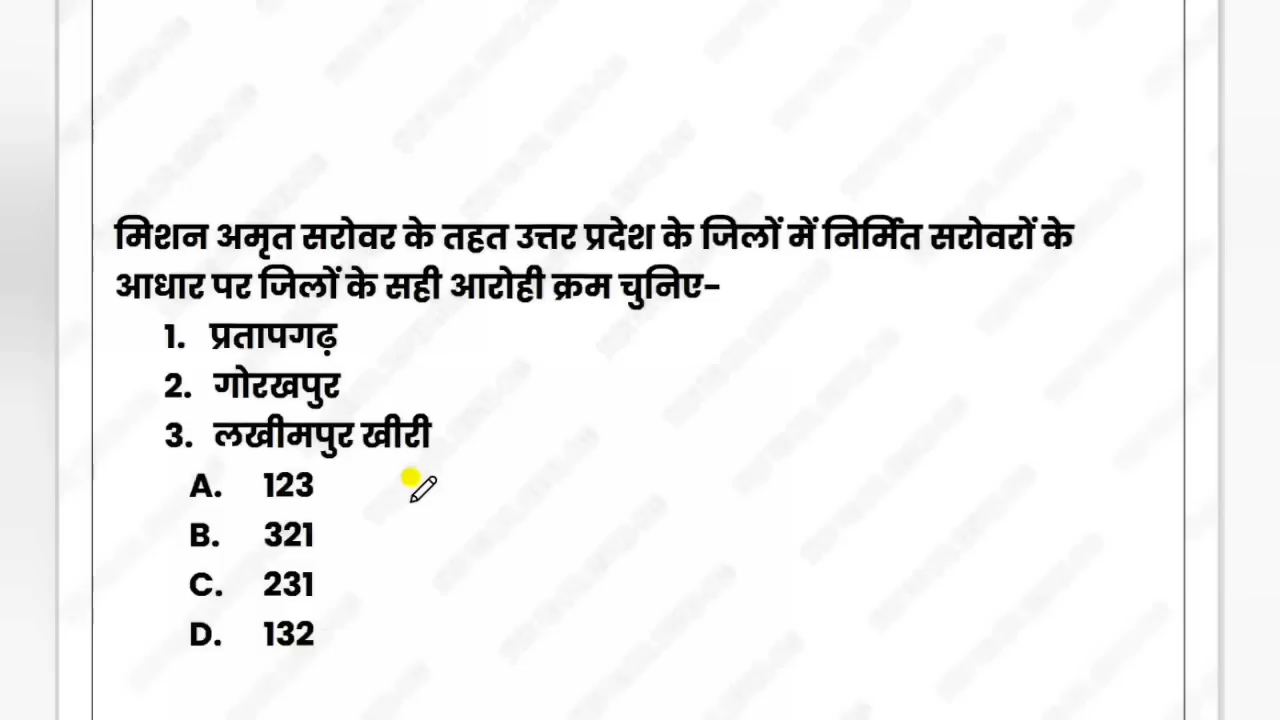 मिशन अमृत सरोवर के तहत उत्तर प्रदेश के जिलों में निर्मित सरोवरों के
आधार पर जिलों के सही आरोही क्रम चुनिए-
1. प्रतापगढ़
2. गोरखपुर
3. लखीमपुर खीरी
A. 123
B. 321
C. 231
D. 132